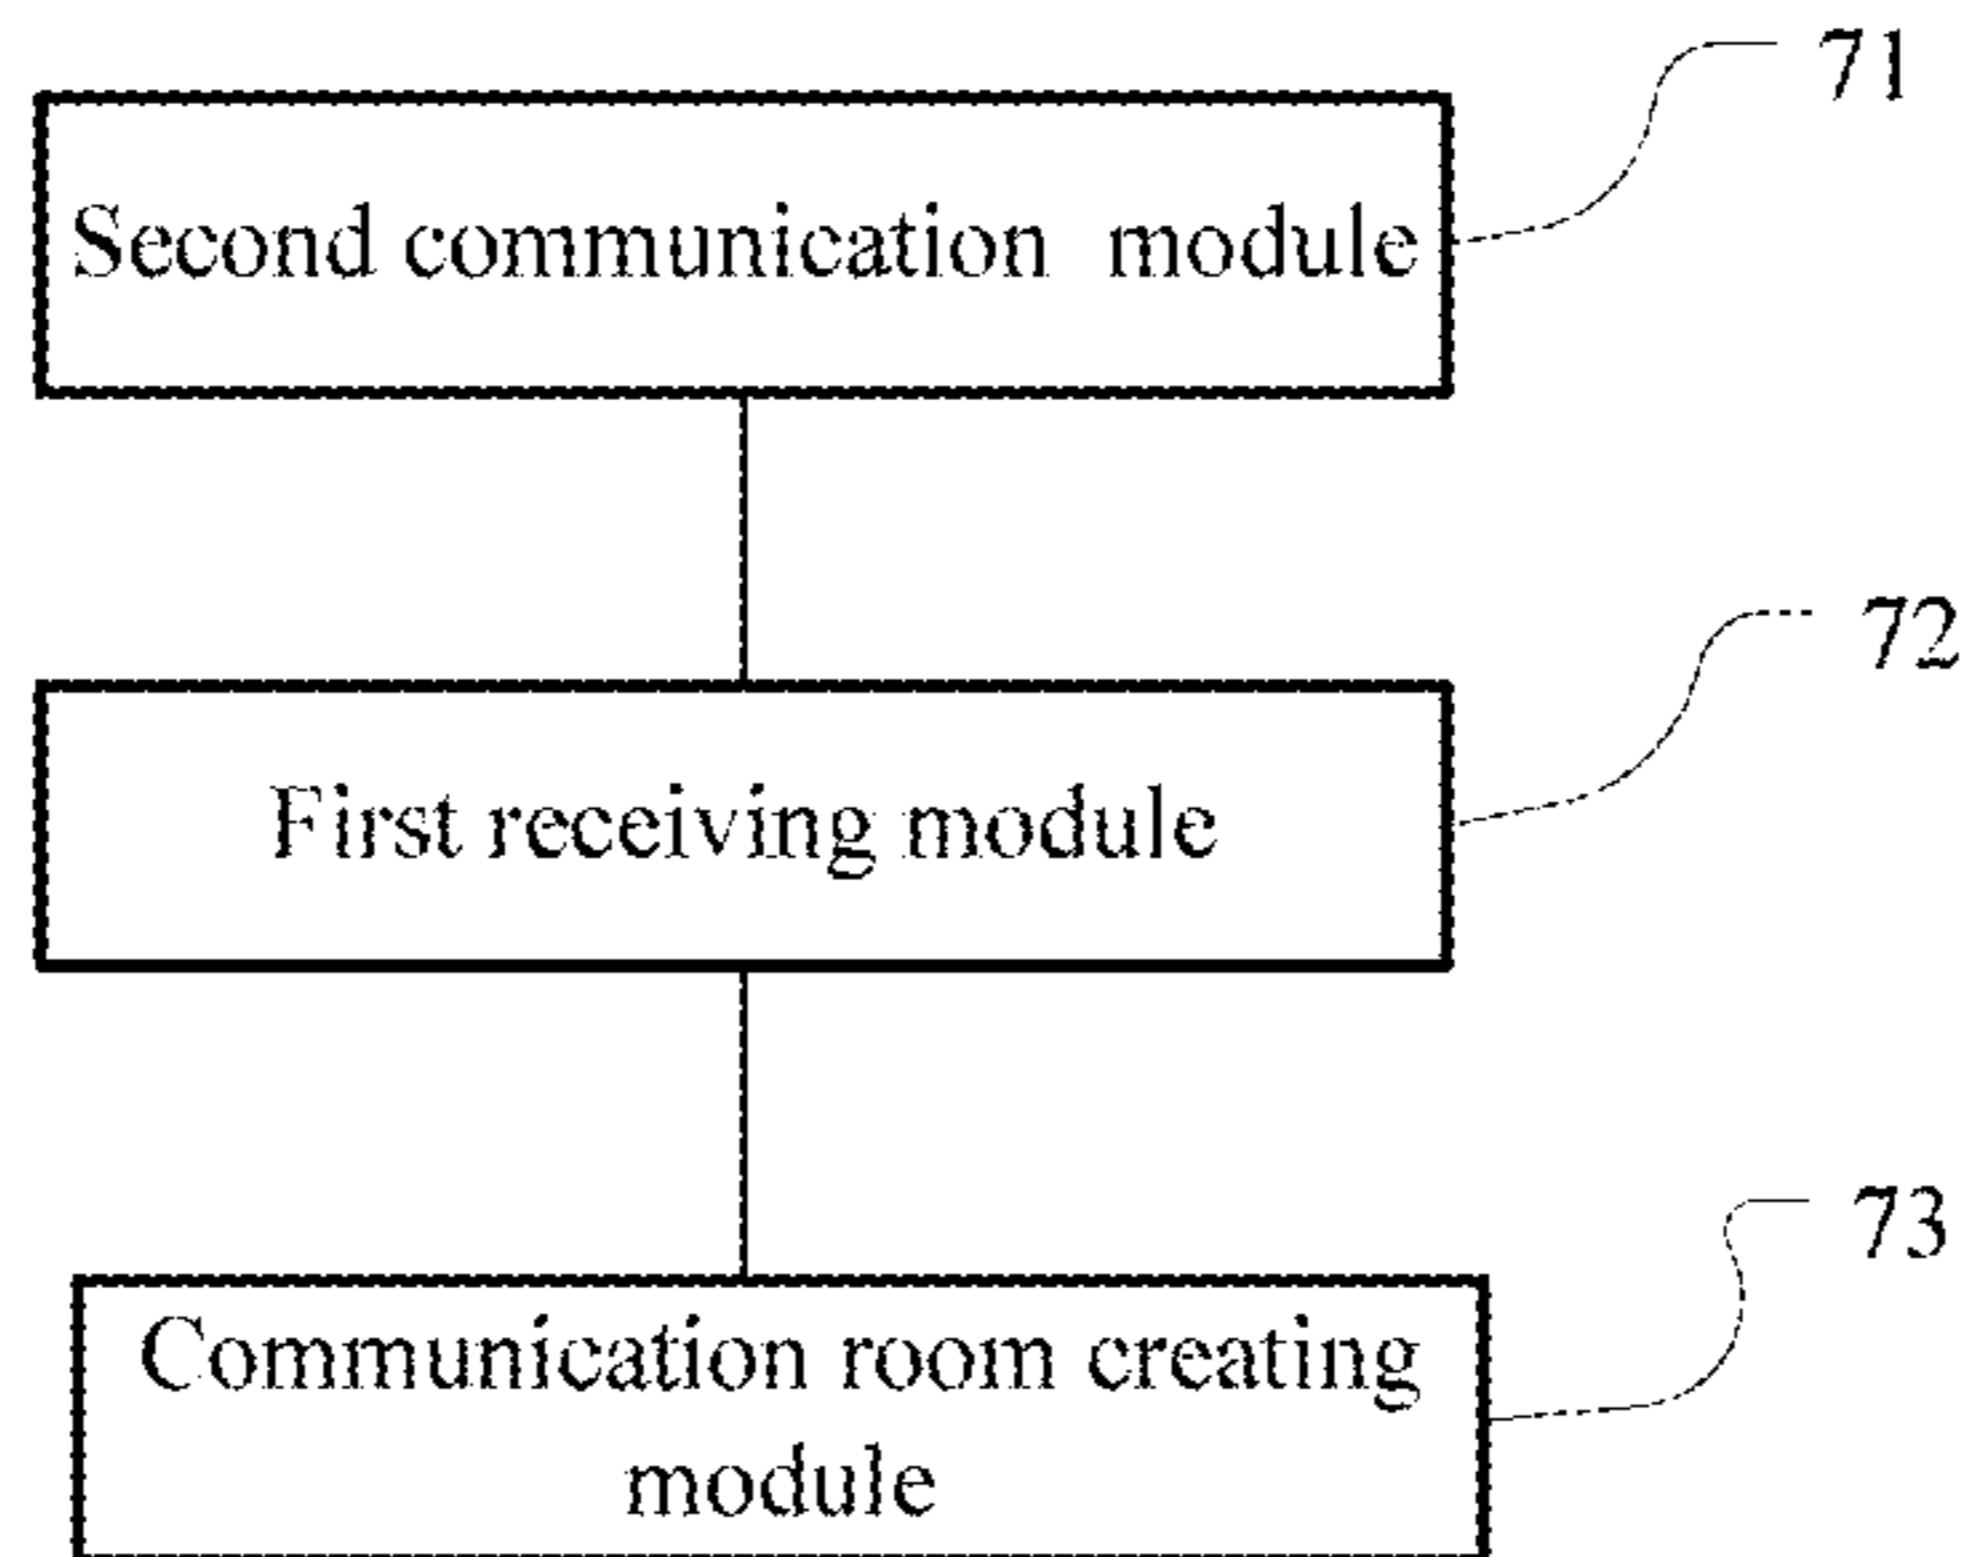 71
Second communication module
72
First receiving module
73
Communication room creating
module